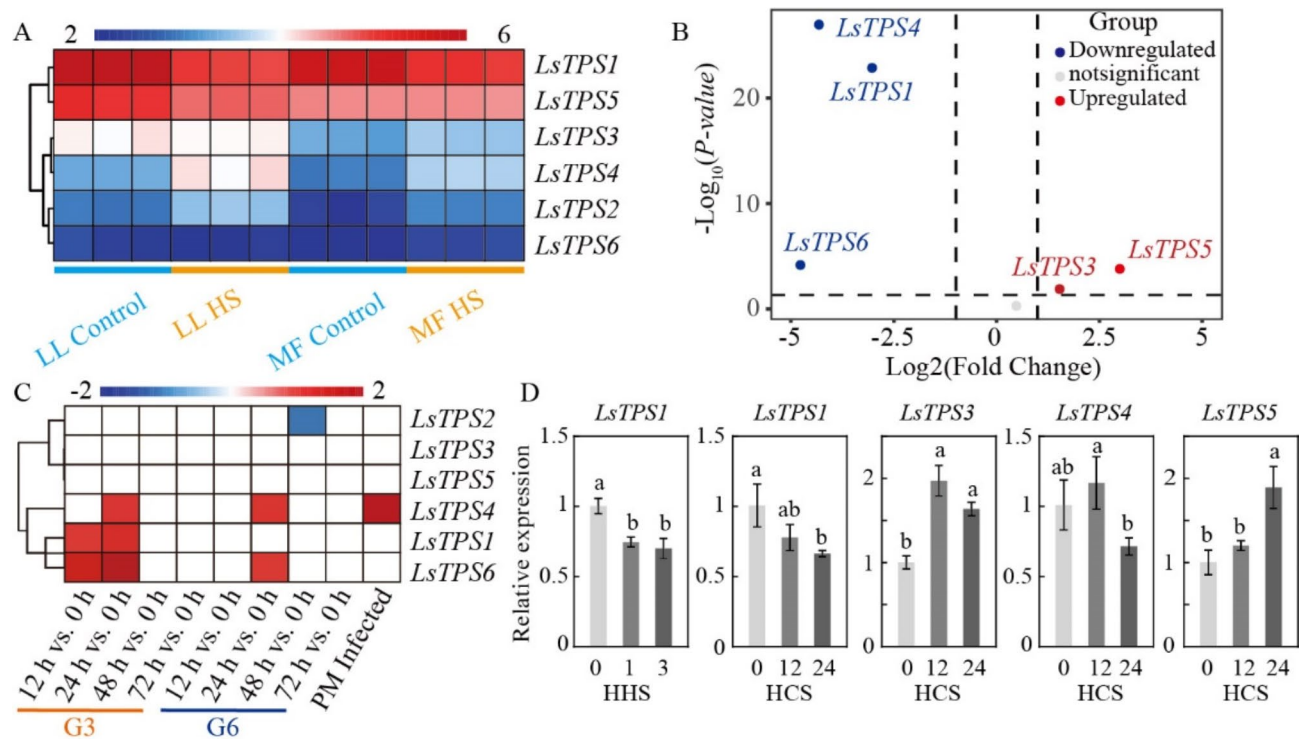 A
2
6
LsTPS1
LsTPS5
LsTPS3
LsTPS4
LsTPS2
LsTPS6
LL Control
LL HS
MF Control
MF HS
B
-Log10(P-value)
20
10
0
LsTPS4
LsTPS1
LsTPS6
LsTPS3
LsTPS5
Group
Downregulated
notsignificant
Upregulated
-5
-2.5
0
2.5
5
Log2(Fold Change)
C
-2
2
LsTPS2
LsTPS3
LsTPS5
LsTPS4
LsTPS1
LsTPS6
12 h vs. 0 h
24 h vs. 0 h
48 h vs. 0 h
72 h vs. 0 h
12 h vs. 0 h
24 h vs. 0 h
48 h vs. 0 h
72 h vs. 0 h
PM Infected
G3
G6
D
Relative expression
LsTPS1
1.5
1
0.5
0
a
b
b
0 1 3
HHS
LsTPS1
1.5
1
0.5
0
a
ab
b
0 12 24
HCS
LsTPS3
2
1
0
b
a
a
0 12 24
HCS
LsTPS4
1.5
1
0.5
0
ab
a
b
0 12 24
HCS
LsTPS5
2
1
0
b
b
a
0 12 24
HCS